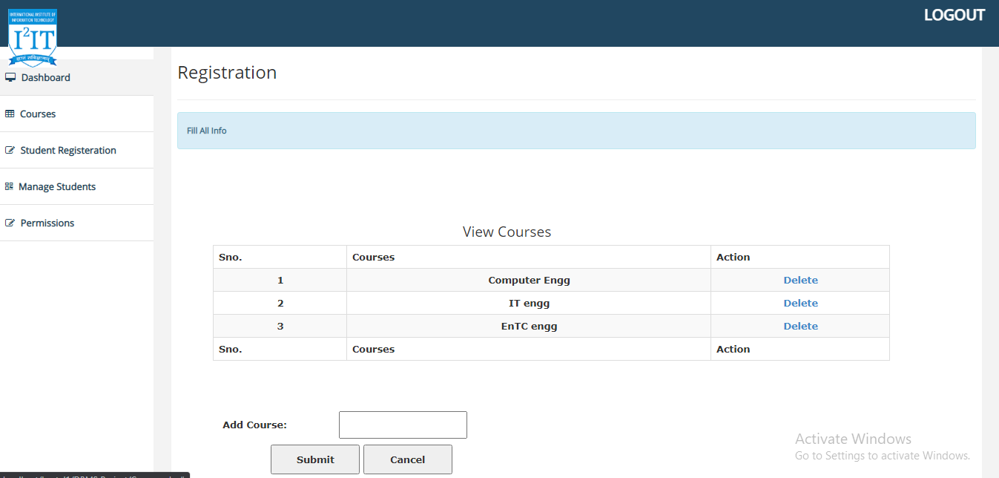 INTERNATIONAL INSTITUTE OF
INFORMATION TECHNOLOGY
I²IT
LOGOUT
Dashboard
Courses
Student Registeration
Manage Students
Permissions
Registration
Fill All Info
View Courses
Sno. Courses Action
1 Computer Engg Delete
2 IT engg Delete
3 EnTC engg Delete
Sno. Courses Action
Add Course:
Submit Cancel
Activate Windows
Go to Settings to activate Windows.